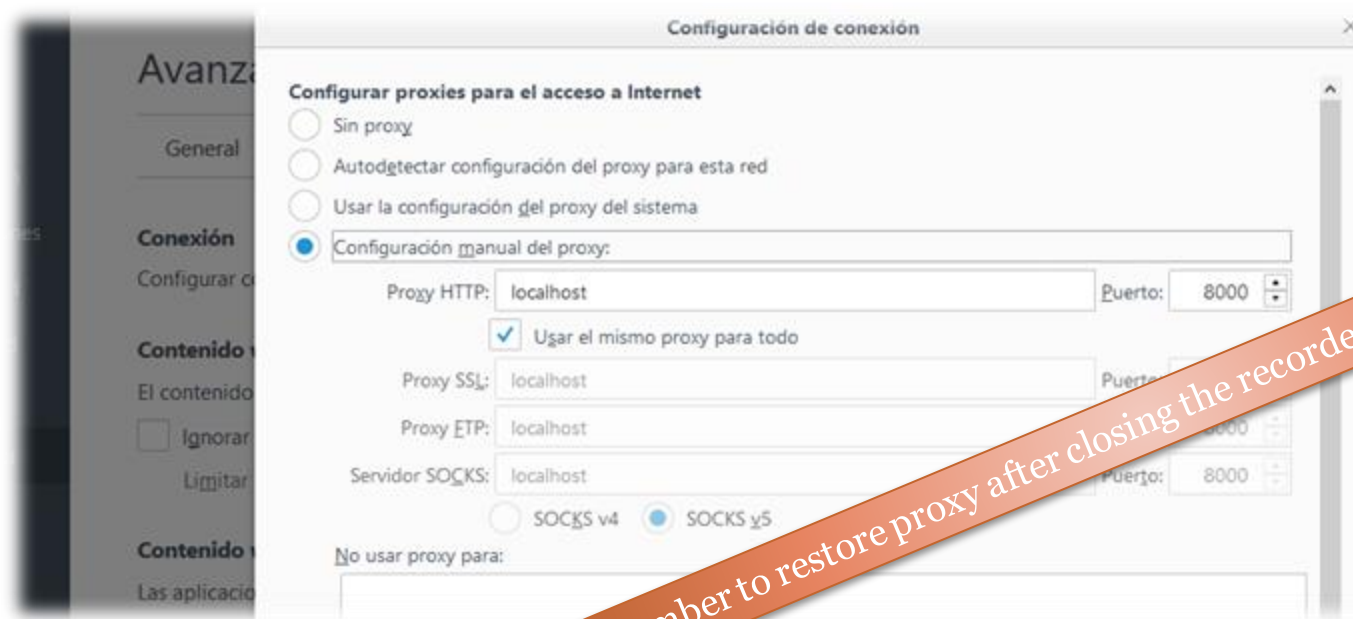 Configuración de conexión
Avanza
Configurar proxies para el acceso a Internet
Sin proxy
General
Autodetectar configuración del proxy para esta red
Usar la configuración del proxy del sistema
es
Conexión
Configuración manual del proxy:
Configurar c
Proxy HTTP: localhost Puerto: 8000
Usar el mismo proxy para todo
Contenido
Proxy SSL: localhost Puerto:
El contenido
Proxy FTP: localhost 8000
Ignorar
Servidor SOCKS: localhost Puerto: 8000
Limitar
SOCKS v4 SOCKS v5
Contenido
No usar proxy para:
Las aplicacio
mber to restore proxy after closing the recorde